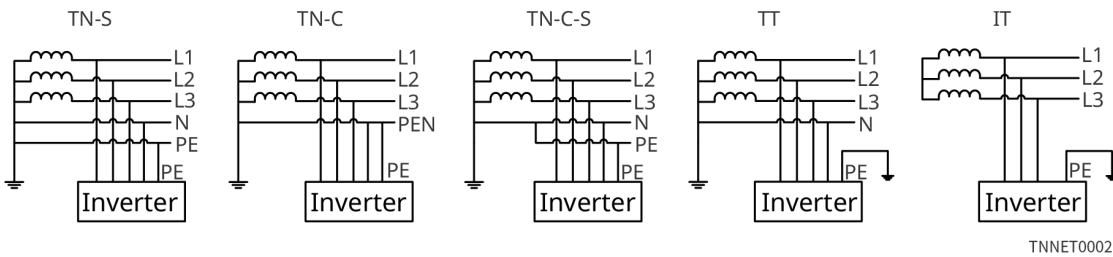 TN-S TN-C TN-C-S TT IT
L1 L1 L1 L1 L1
L2 L2 L2 L2 L2
L3 L3 L3 L3 L3
N PEN N N
PE PE
PE PE PE PE PE
Inverter Inverter Inverter Inverter Inverter
TNNET0002